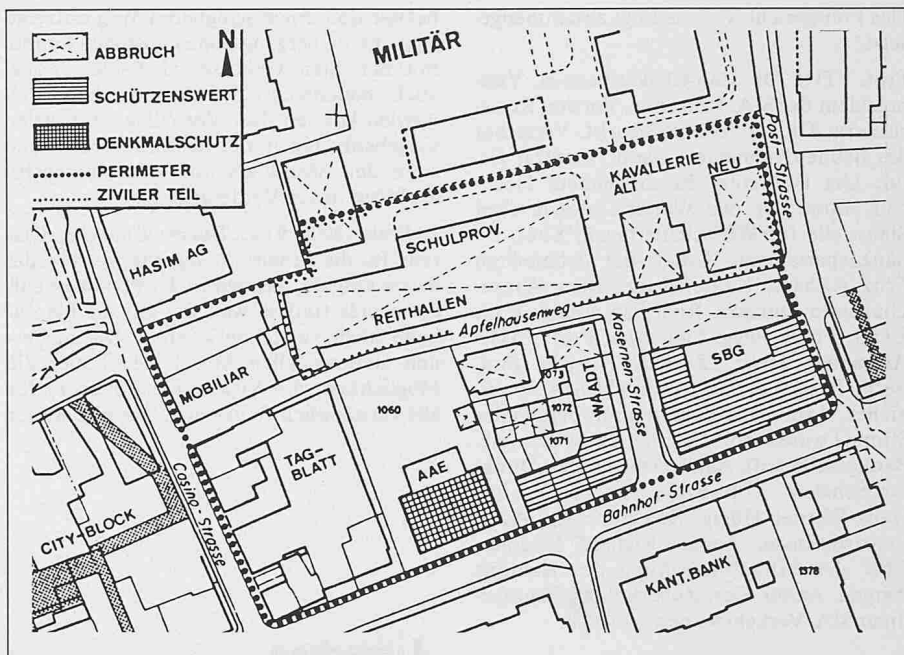 ABBRUCH
SCHÜTZENSWERT
DENKMALSCHUTZ
PERIMETER
ZIVILER TEIL
N
MILITÄR
Post-
Strasse
KAVALLERIE
ALT
NEU
SCHULPROV.
HASIM AG
REITHALLEN
Apfelhausenweg
Kasernen-
Strasse
SBG
MOBILIAR
1060
1073
1072
1071
WAADT
TAG-
BLATT
AAE
Casino-Strasse
CITY-BLOCK
Bahnhof-Strasse
KANT. BANK
1378